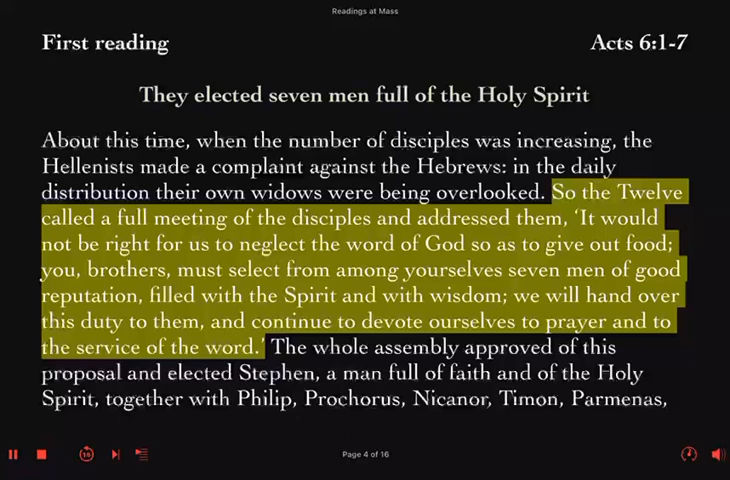 Readings at Mass
First reading
Acts 6:1-7
They elected seven men full of the Holy Spirit
About this time, when the number of disciples was increasing, the
Hellenists made a complaint against the Hebrews: in the daily
distribution their own widows were being overlooked. So the Twelve
called a full meeting of the disciples and addressed them, ‘It would
not be right for us to neglect the word of God so as to give out food;
you, brothers, must select from among yourselves seven men of good
reputation, filled with the Spirit and with wisdom; we will hand over
this duty to them, and continue to devote ourselves to prayer and to
the service of the word.’ The whole assembly approved of this
proposal and elected Stephen, a man full of faith and of the Holy
Spirit, together with Philip, Prochorus, Nicanor, Timon, Parmenas,
Page 4 of 16